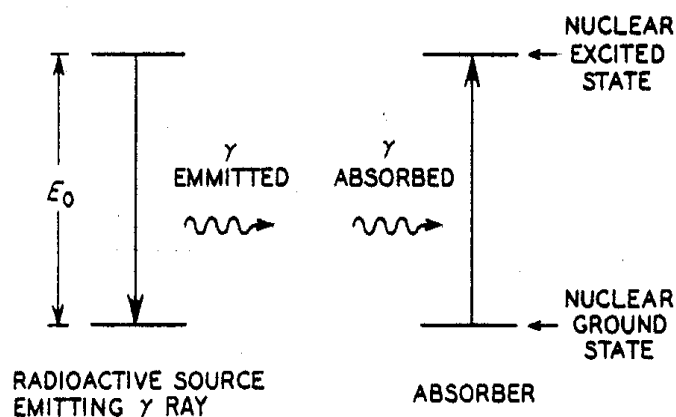 NUCLEAR
EXCITED
STATE
γ
EMMITTED
γ
ABSORBED
E₀
NUCLEAR
GROUND
STATE
RADIOACTIVE SOURCE
EMITTING γ RAY
ABSORBER